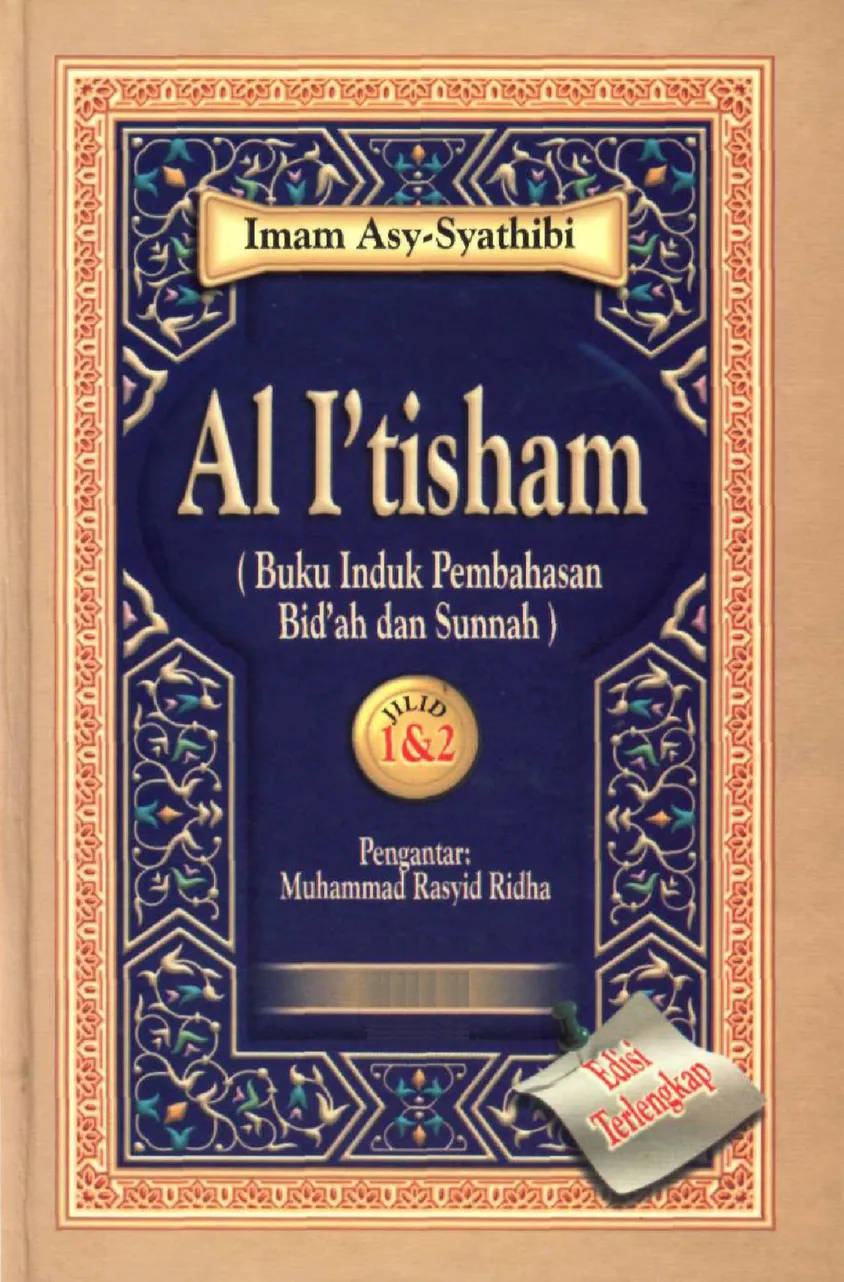 Imam Asy-Syathibi
Al I'tisham
( Buku Induk Pembahasan
Bid'ah dan Sunnah )
JILID
1&2
Pengantar:
Muhammad Rasyid Ridha
Edisi
Terlengkap